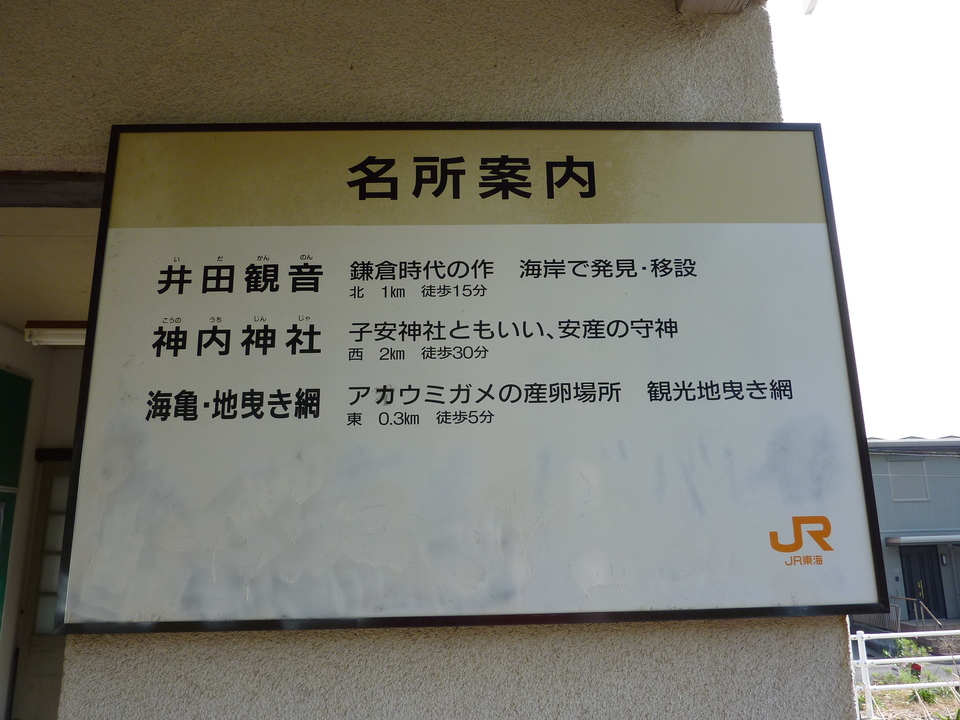 名所案内
いだかんのん
井田観音 鎌倉時代の作 海岸で発見・移設
北 1km 徒歩15分
こうのうちじんじゃ
神内神社 子安神社ともいい、安産の守神
西 2km 徒歩30分
海亀・地曳き網 アカウミガメの産卵場所 観光地曳き網
東 0.3km 徒歩5分
JR
JR東海